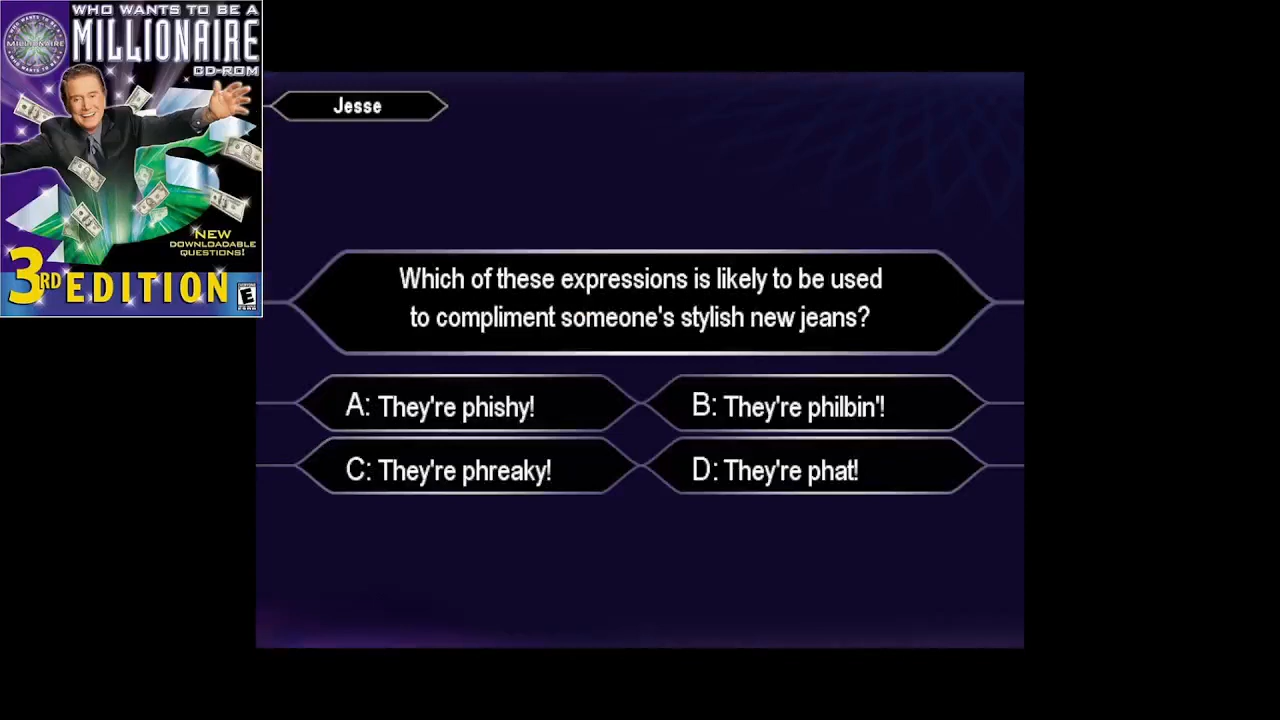 WHO WANTS TO BE A
MILLIONAIRE
CD-ROM
MILLIONAIRE
NEW
DOWNLOADABLE
QUESTIONS!
3RD EDITION
E
Jesse
Which of these expressions is likely to be used
to compliment someone's stylish new jeans?
A: They're phishy!
B: They're philbin'!
C: They're phreaky!
D: They're phat!